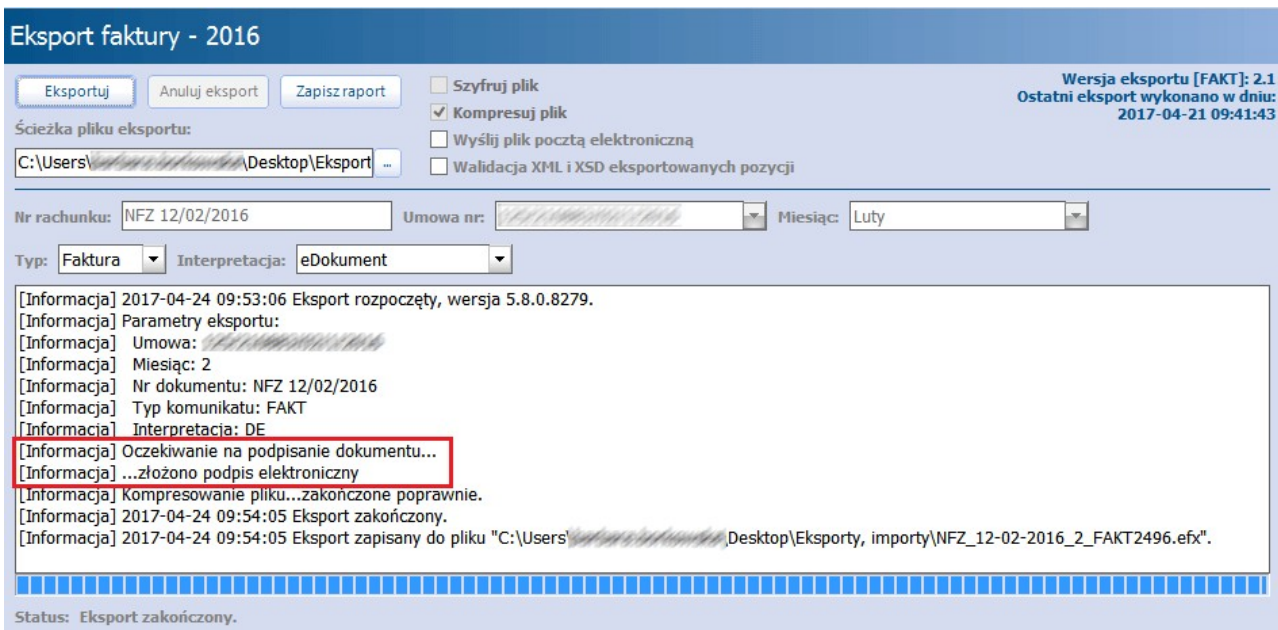 Eksport faktury - 2016
Eksportuj Anuluj eksport Zapisz raport
Szyfruj plik
Kompresuj plik
Wyślij plik pocztą elektroniczną
Walidacja XML i XSD eksportowanych pozycji
Wersja eksportu [FAKT]: 2.1
Ostatni eksport wykonano w dniu:
2017-04-21 09:41:43
Ścieżka pliku eksportu:
C:\Users\ \Desktop\Eksport ...
Nr rachunku: NFZ 12/02/2016 Umowa nr: Miesiąc: Luty
Typ: Faktura Interpretacja: eDokument
[Informacja] 2017-04-24 09:53:06 Eksport rozpoczęty, wersja 5.8.0.8279.
[Informacja] Parametry eksportu:
[Informacja] Umowa:
[Informacja] Miesiąc: 2
[Informacja] Nr dokumentu: NFZ 12/02/2016
[Informacja] Typ komunikatu: FAKT
[Informacja] Interpretacja: DE
[Informacja] Oczekiwanie na podpisanie dokumentu...
[Informacja] ...złożono podpis elektroniczny
[Informacja] Kompresowanie pliku...zakończone poprawnie.
[Informacja] 2017-04-24 09:54:05 Eksport zakończony.
[Informacja] 2017-04-24 09:54:05 Eksport zapisany do pliku "C:\Users\ Desktop\Eksporty, importy\NFZ_12-02-2016_2_FAKT2496.efx".
Status: Eksport zakończony.